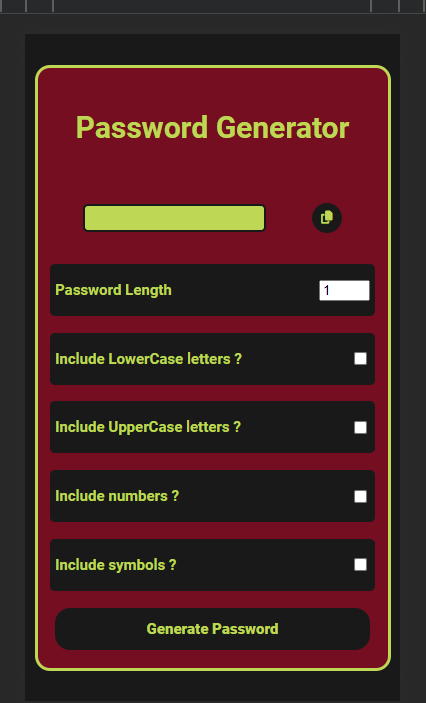 Password Generator
Password Length
1
Include LowerCase letters ?
Include UpperCase letters ?
Include numbers ?
Include symbols ?
Generate Password